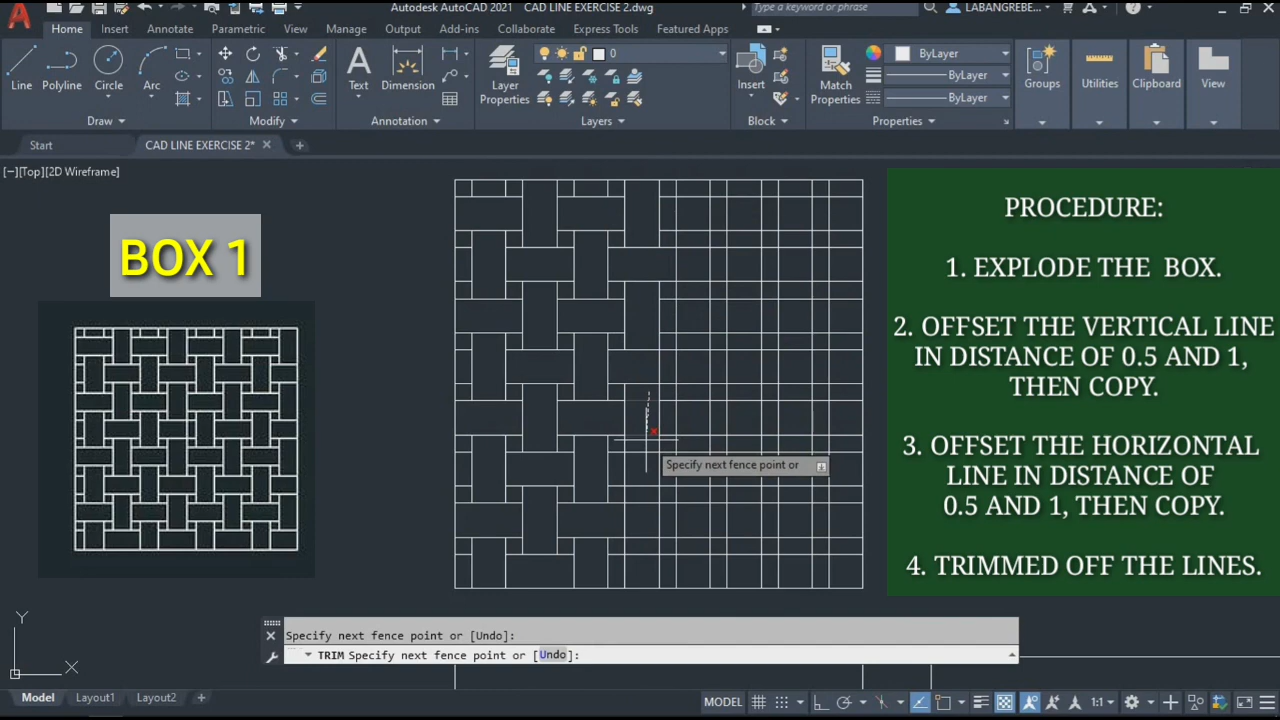 Autodesk AutoCAD 2021 CAD LINE EXERCISE 2.dwg
Type a keyword or phrase
LABANGREBE...
Home Insert Annotate Parametric View Manage Output Add-ins Collaborate Express Tools Featured Apps
Line Polyline Circle Arc
Text Dimension
Layer Properties
0
Insert
Match Properties
ByLayer
ByLayer
ByLayer
Groups Utilities Clipboard View
Draw Modify Annotation Layers Block Properties
Start CAD LINE EXERCISE 2*
[−][Top][2D Wireframe]
BOX 1
PROCEDURE:
1. EXPLODE THE BOX.
2. OFFSET THE VERTICAL LINE
IN DISTANCE OF 0.5 AND 1,
THEN COPY.
3. OFFSET THE HORIZONTAL
LINE IN DISTANCE OF
0.5 AND 1, THEN COPY.
4. TRIMMED OFF THE LINES.
Specify next fence point or
Y
X
Specify next fence point or [Undo]:
TRIM Specify next fence point or [Undo]:
Model Layout1 Layout2
MODEL 1:1